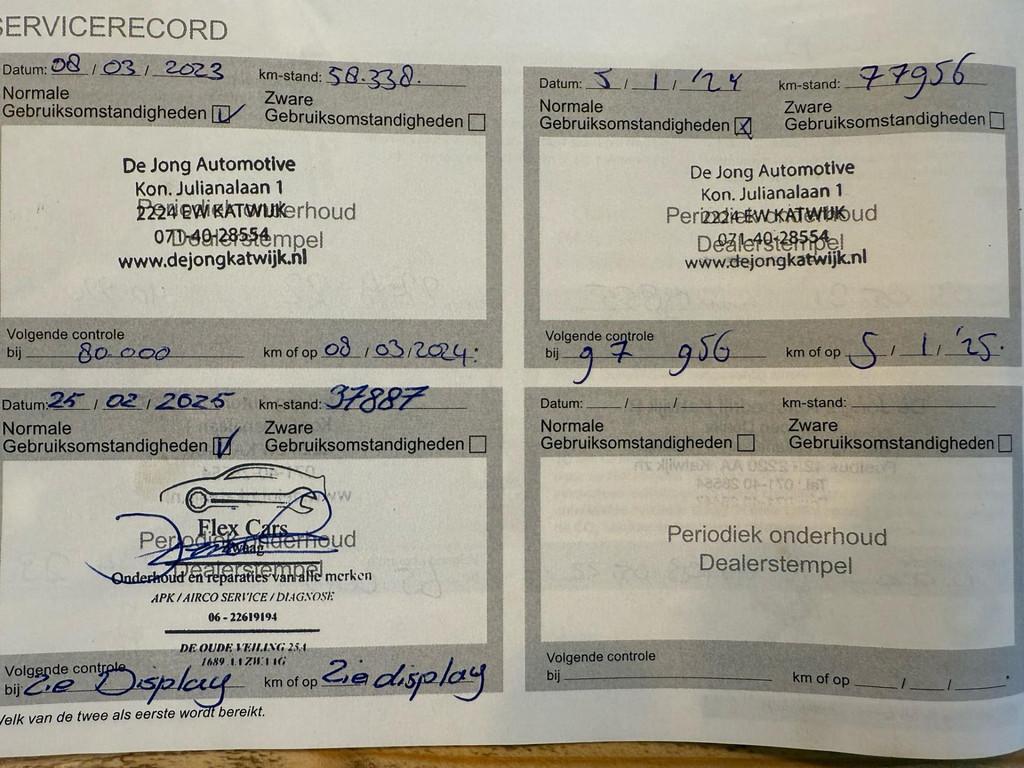 SERVICERECORD
Datum: 08 / 03 / 2023 km-stand: 58.338.
Normale Gebruiksomstandigheden Zware Gebruiksomstandigheden
De Jong Automotive
Kon. Julianalaan 1
2224 EW KATWIJK
071-40-28554
www.dejongkatwijk.nl
Periodiek onderhoud
Dealerstempel
Volgende controle
bij 80.000 km of op 08 / 03 / 2024:
Datum: 5 / 1 / '24 km-stand: 77956
Normale Gebruiksomstandigheden Zware Gebruiksomstandigheden
De Jong Automotive
Kon. Julianalaan 1
2224 EW KATWIJK
071-40-28554
www.dejongkatwijk.nl
Periodiek onderhoud
Dealerstempel
Volgende controle
bij 97 956 km of op 5 / 1 / '25.
Datum: 25 / 02 / 2025 km-stand: 97887
Normale Gebruiksomstandigheden Zware Gebruiksomstandigheden
Flex Cars
Zwaag
Periodiek onderhoud
Dealerstempel
Onderhoud en reparaties van alle merken
APK / AIRCO SERVICE / DIAGNOSE
06 - 22619194
DE OUDE VEILING 25A
1689 AA ZWAAG
Volgende controle
bij Zie Display km of op Zie display
Datum: / / km-stand:
Normale Gebruiksomstandigheden Zware Gebruiksomstandigheden
Periodiek onderhoud
Dealerstempel
Volgende controle
bij km of op / / .
Welk van de twee als eerste wordt bereikt.